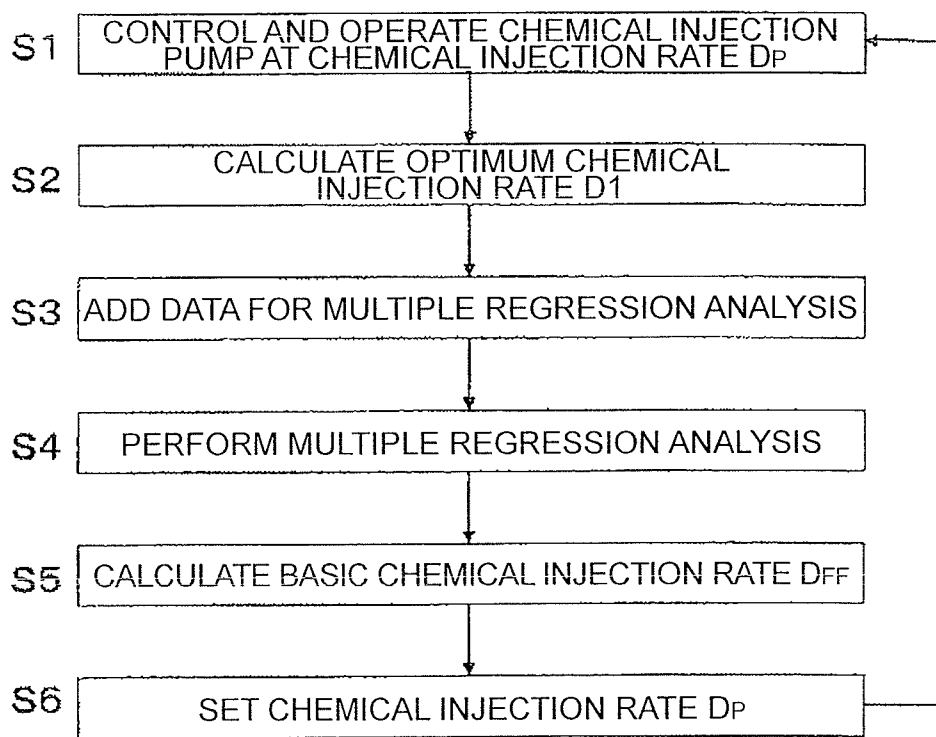 S1
CONTROL AND OPERATE CHEMICAL INJECTION
PUMP AT CHEMICAL INJECTION RATE DP
S2
CALCULATE OPTIMUM CHEMICAL
INJECTION RATE D1
S3
ADD DATA FOR MULTIPLE REGRESSION ANALYSIS
S4
PERFORM MULTIPLE REGRESSION ANALYSIS
S5
CALCULATE BASIC CHEMICAL INJECTION RATE DFF
S6
SET CHEMICAL INJECTION RATE DP